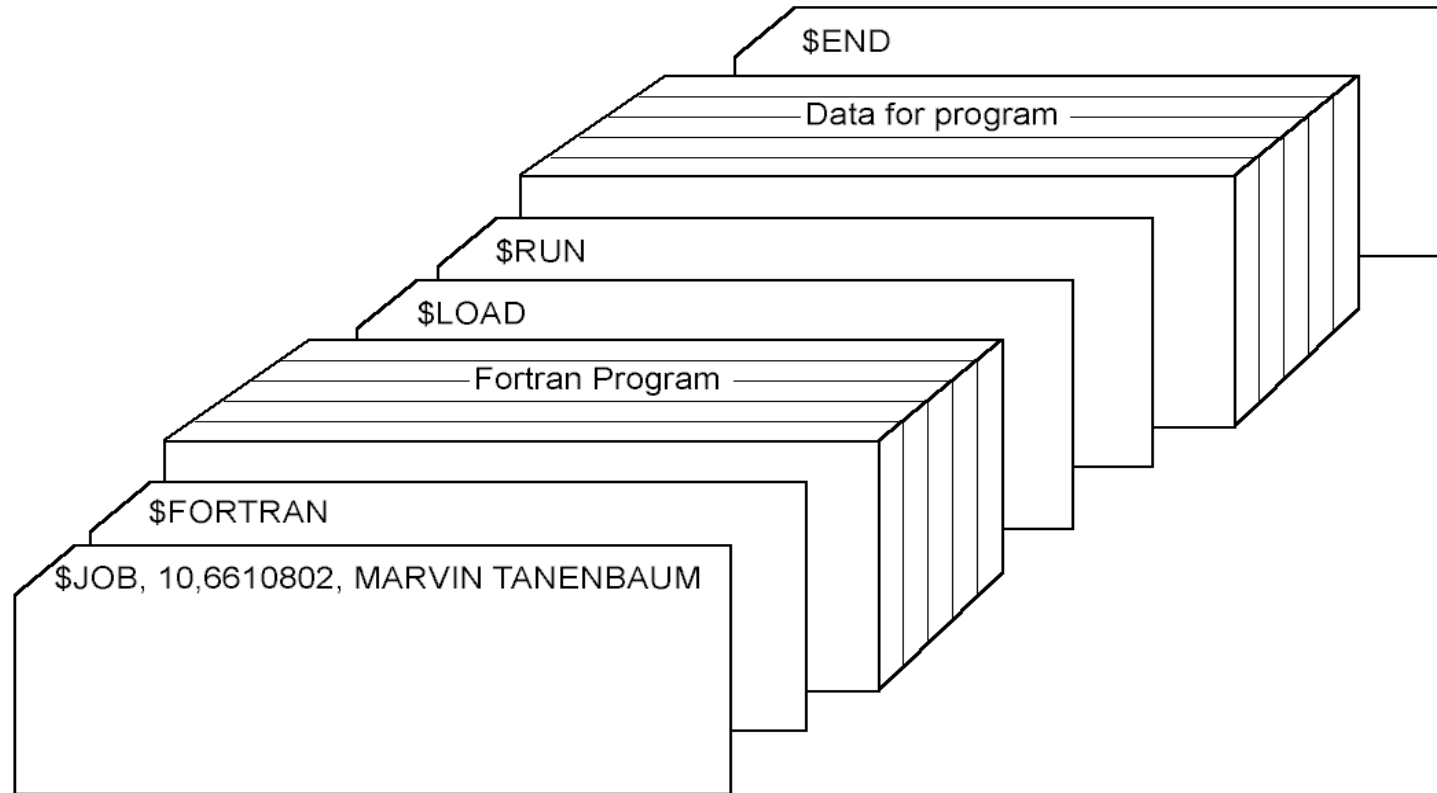 $END
Data for program
$RUN
$LOAD
Fortran Program
$FORTRAN
$JOB, 10,6610802, MARVIN TANENBAUM